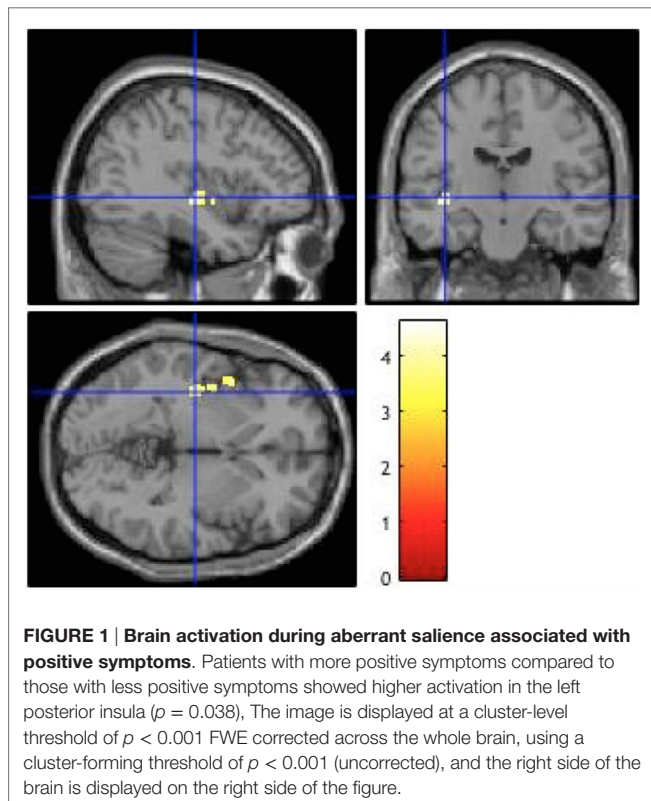 4
3
2
1
0
FIGURE 1 | Brain activation during aberrant salience associated with
positive symptoms. Patients with more positive symptoms compared to
those with less positive symptoms showed higher activation in the left
posterior insula (p = 0.038), The image is displayed at a cluster-level
threshold of p < 0.001 FWE corrected across the whole brain, using a
cluster-forming threshold of p < 0.001 (uncorrected), and the right side of the
brain is displayed on the right side of the figure.